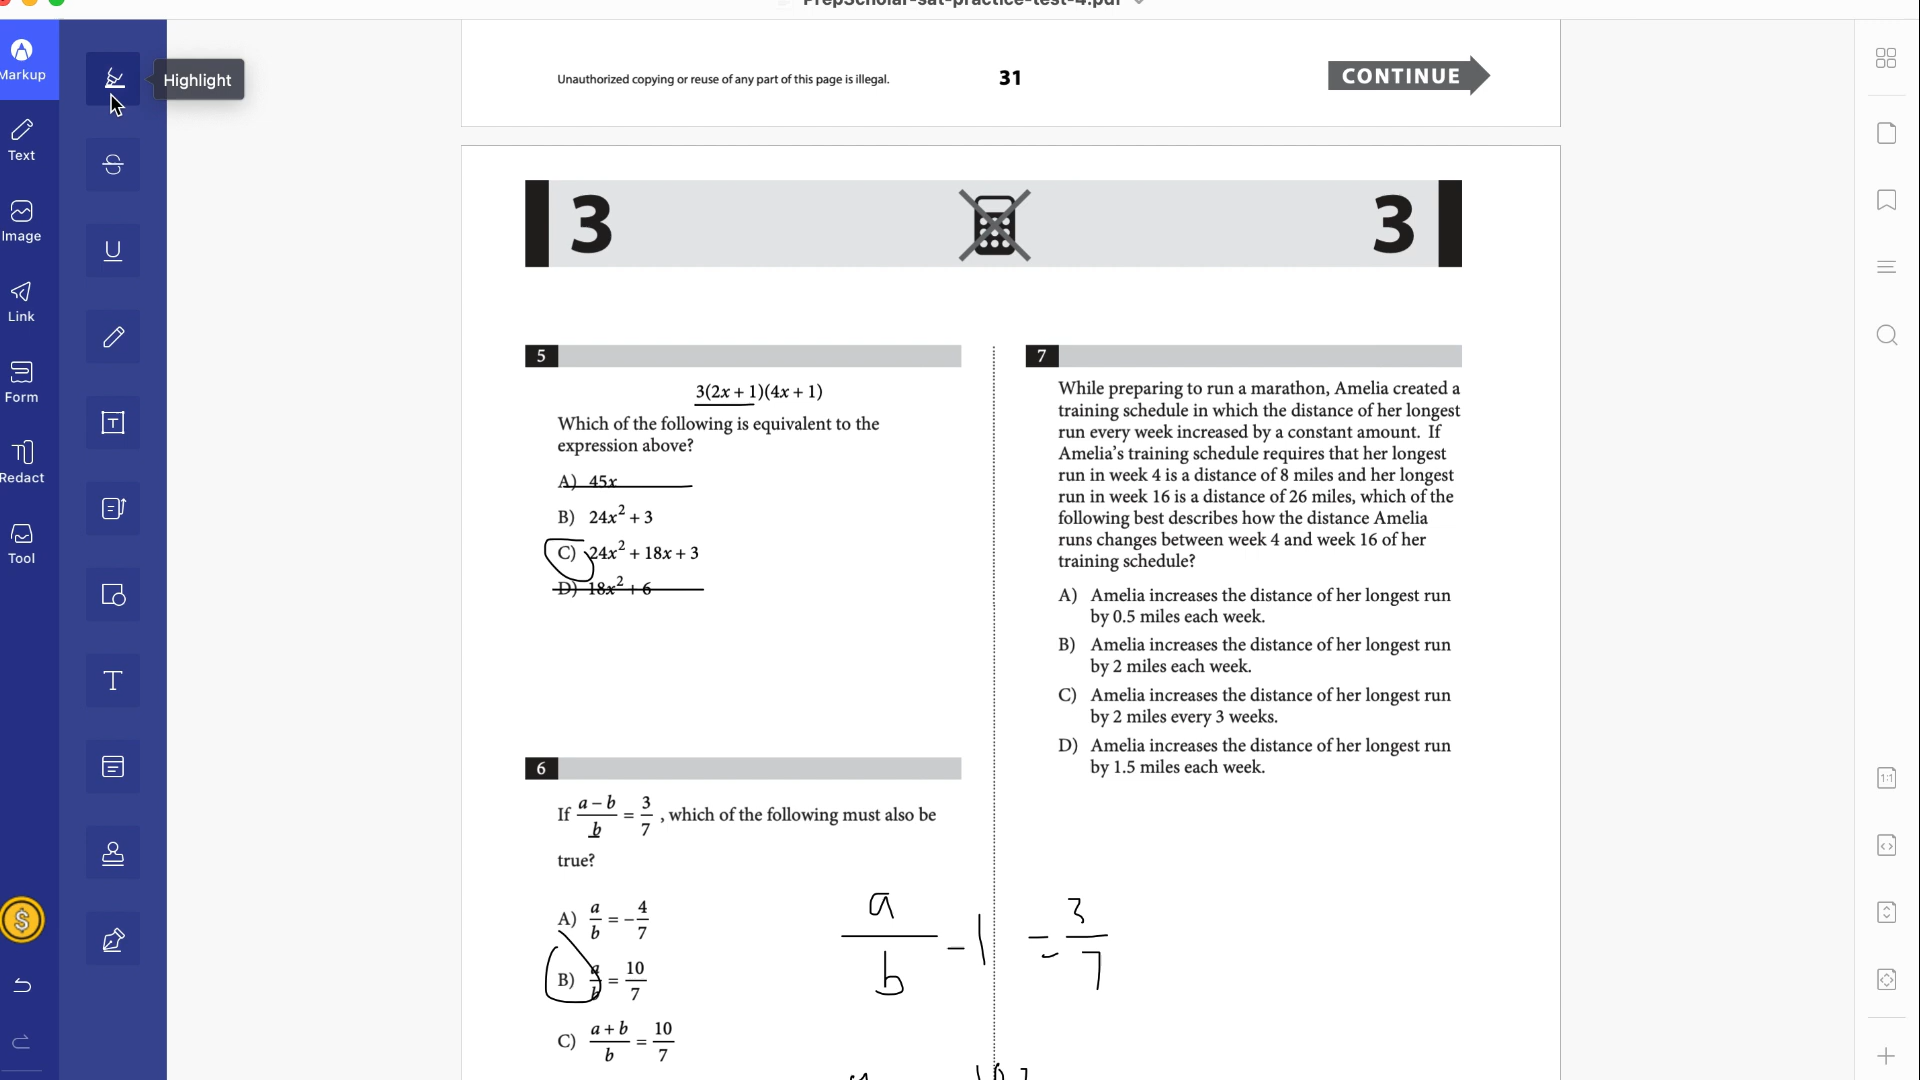 PrepScholar-sat-practice-test-4.pdf
Markup
Highlight
Text
Image
Link
Form
Redact
Tool
Unauthorized copying or reuse of any part of this page is illegal.
31
CONTINUE
3
3
5
3(2x + 1)(4x + 1)
Which of the following is equivalent to the
expression above?
A) 45x
B) 24x² + 3
C) 24x² + 18x + 3
D) 18x² + 6
6
If (a – b)/b = 3/7 , which of the following must also be
true?
A) a/b = –4/7
B) a/b = 10/7
C) (a + b)/b = 10/7
a/b – 1 = 3/7
7
While preparing to run a marathon, Amelia created a
training schedule in which the distance of her longest
run every week increased by a constant amount. If
Amelia’s training schedule requires that her longest
run in week 4 is a distance of 8 miles and her longest
run in week 16 is a distance of 26 miles, which of the
following best describes how the distance Amelia
runs changes between week 4 and week 16 of her
training schedule?
A) Amelia increases the distance of her longest run
by 0.5 miles each week.
B) Amelia increases the distance of her longest run
by 2 miles each week.
C) Amelia increases the distance of her longest run
by 2 miles every 3 weeks.
D) Amelia increases the distance of her longest run
by 1.5 miles each week.
1:1